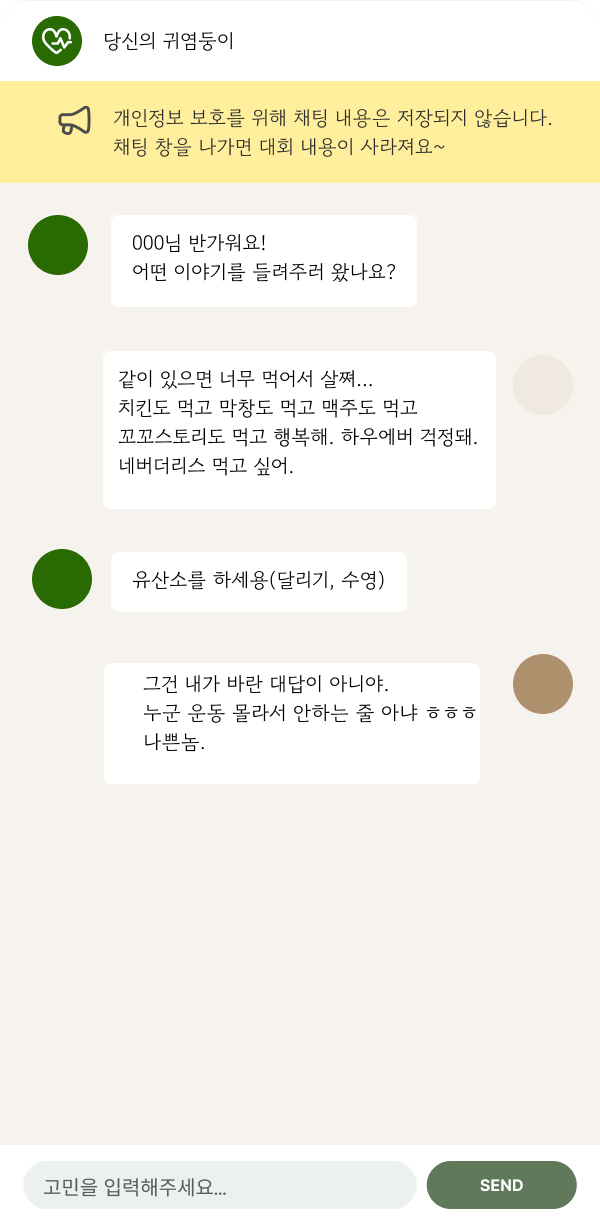 당신의 귀염둥이
개인정보 보호를 위해 채팅 내용은 저장되지 않습니다.
채팅 창을 나가면 대회 내용이 사라져요~
000님 반가워요!
어떤 이야기를 들려주러 왔나요?
같이 있으면 너무 먹어서 살쪄...
치킨도 먹고 막창도 먹고 맥주도 먹고
꼬꼬스토리도 먹고 행복해. 하우에버 걱정돼.
네버더리스 먹고 싶어.
유산소를 하세용(달리기, 수영)
그건 내가 바란 대답이 아니야.
누군 운동 몰라서 안하는 줄 아냐 ㅎㅎㅎ
나쁜놈.
고민을 입력해주세요...
SEND